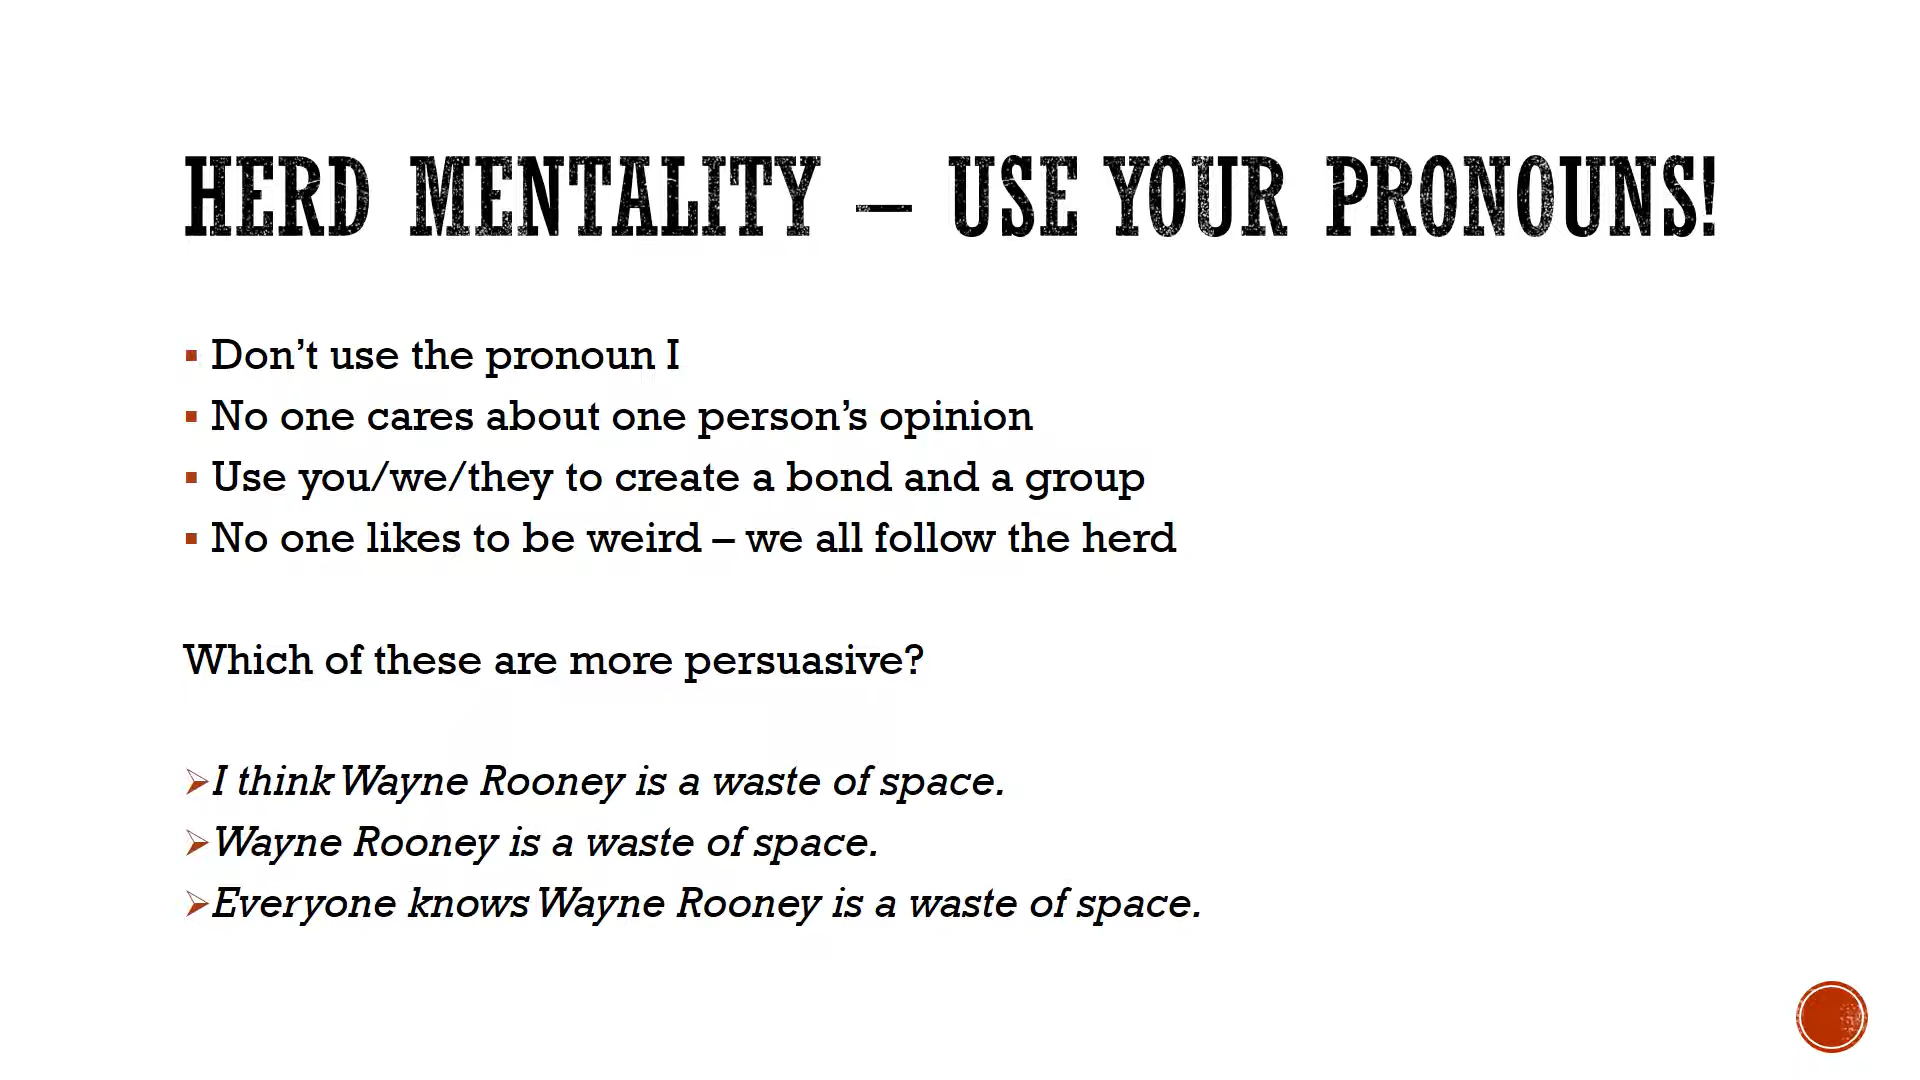 HERD MENTALITY – USE YOUR PRONOUNS!
▪ Don’t use the pronoun I
▪ No one cares about one person’s opinion
▪ Use you/we/they to create a bond and a group
▪ No one likes to be weird – we all follow the herd
Which of these are more persuasive?
➢I think Wayne Rooney is a waste of space.
➢Wayne Rooney is a waste of space.
➢Everyone knows Wayne Rooney is a waste of space.